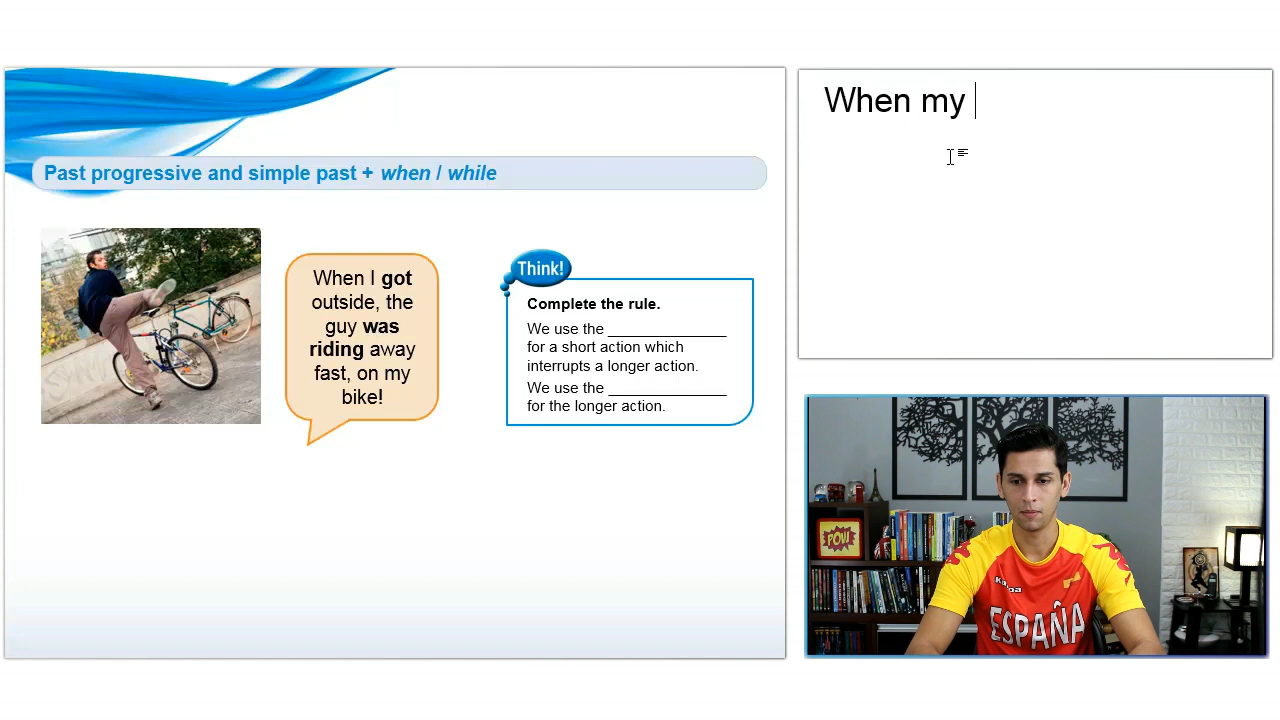 Past progressive and simple past + when / while
When I got
outside, the
guy was
riding away
fast, on my
bike!
Think!
Complete the rule.
We use the ______________
for a short action which
interrupts a longer action.
We use the ______________
for the longer action.
When my
POW!
Kappa
ESPAÑA